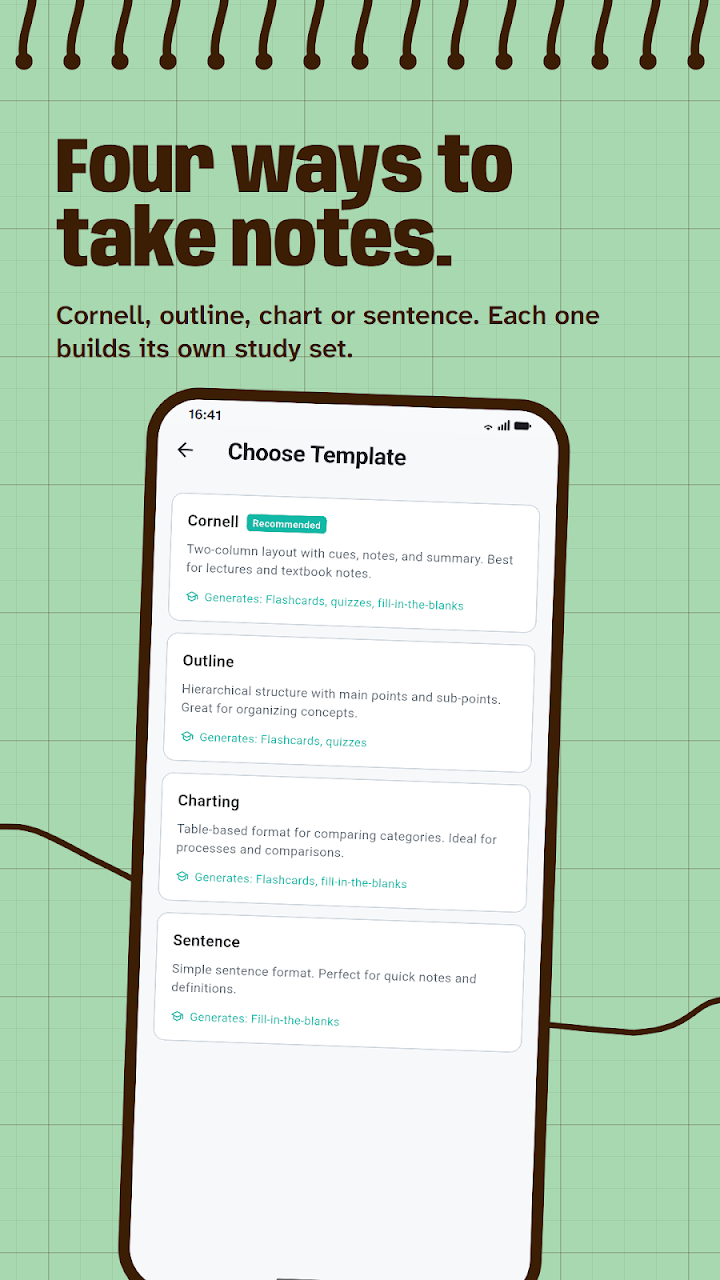 Four ways to
take notes.
Cornell, outline, chart or sentence. Each one
builds its own study set.
16:41
Choose Template
Cornell Recommended
Two-column layout with cues, notes, and summary. Best
for lectures and textbook notes.
Generates: Flashcards, quizzes, fill-in-the-blanks
Outline
Hierarchical structure with main points and sub-points.
Great for organizing concepts.
Generates: Flashcards, quizzes
Charting
Table-based format for comparing categories. Ideal for
processes and comparisons.
Generates: Flashcards, fill-in-the-blanks
Sentence
Simple sentence format. Perfect for quick notes and
definitions.
Generates: Fill-in-the-blanks